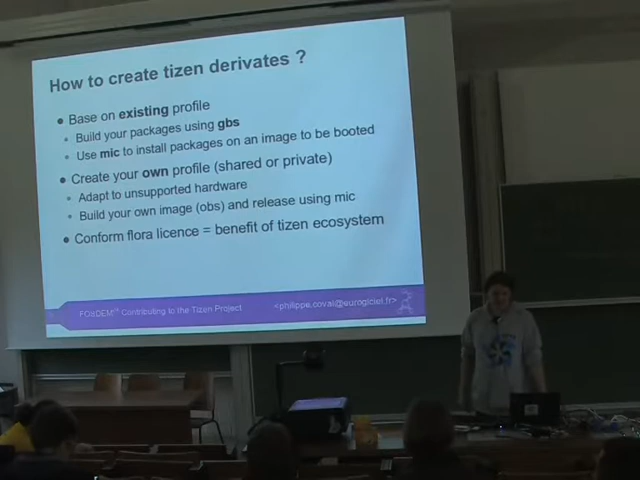 How to create tizen derivates ?
Base on existing profile
Build your packages using gbs
Use mic to install packages on an image to be booted
Create your own profile (shared or private)
Adapt to unsupported hardware
Build your own image (obs) and release using mic
Conform flora licence = benefit of tizen ecosystem
Contributing to the Tizen Project
<philippe.coval@eurogiciel.fr>